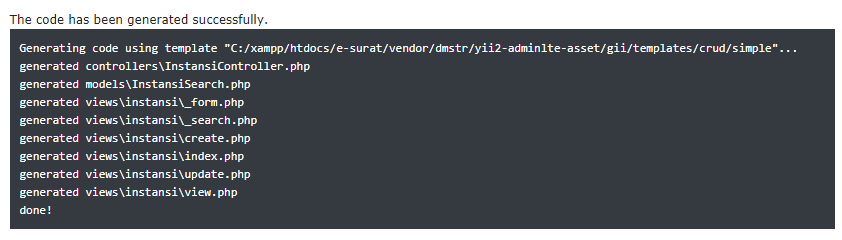 The code has been generated successfully.
Generating code using template "C:/xampp/htdocs/e-surat/vendor/dmstr/yii2-adminlte-asset/gii/templates/crud/simple"...
generated controllers\InstansiController.php
generated models\InstansiSearch.php
generated views\instansi\_form.php
generated views\instansi\_search.php
generated views\instansi\create.php
generated views\instansi\index.php
generated views\instansi\update.php
generated views\instansi\view.php
done!